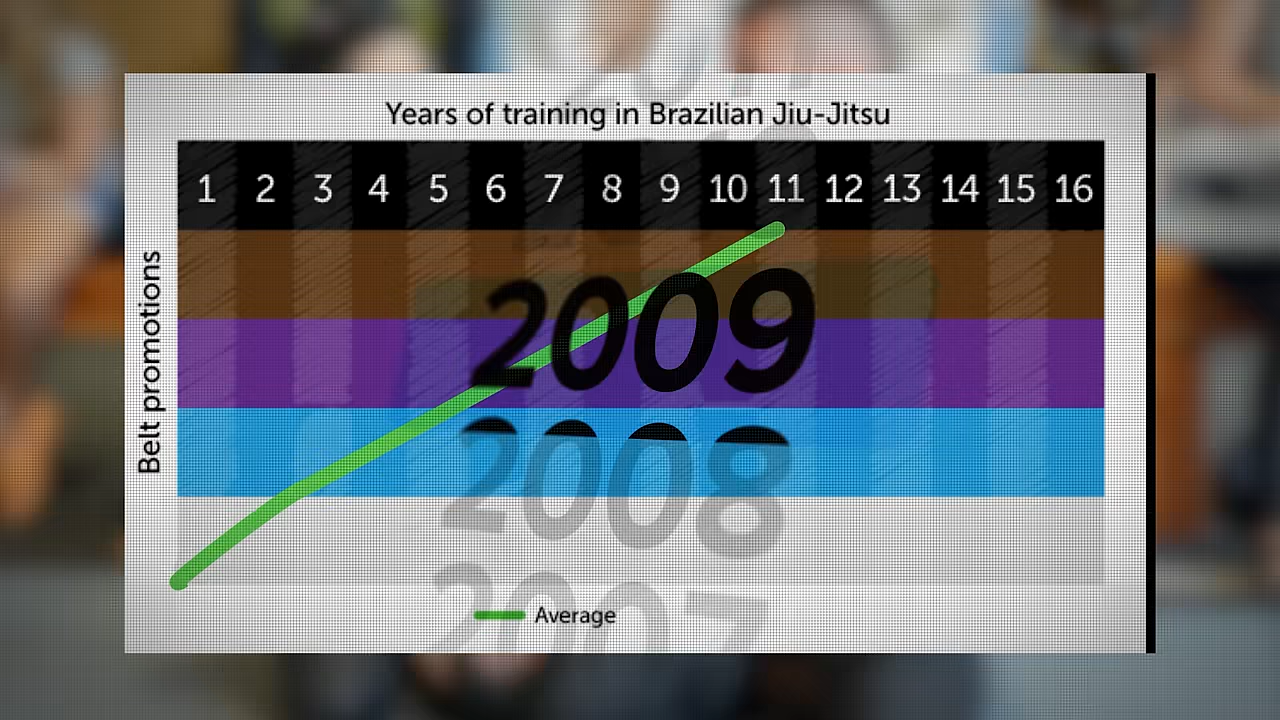 Years of training in Brazilian Jiu-Jitsu
1 2 3 4 5 6 7 8 9 10 11 12 13 14 15 16
Belt promotions
2009
2008
2007
Average